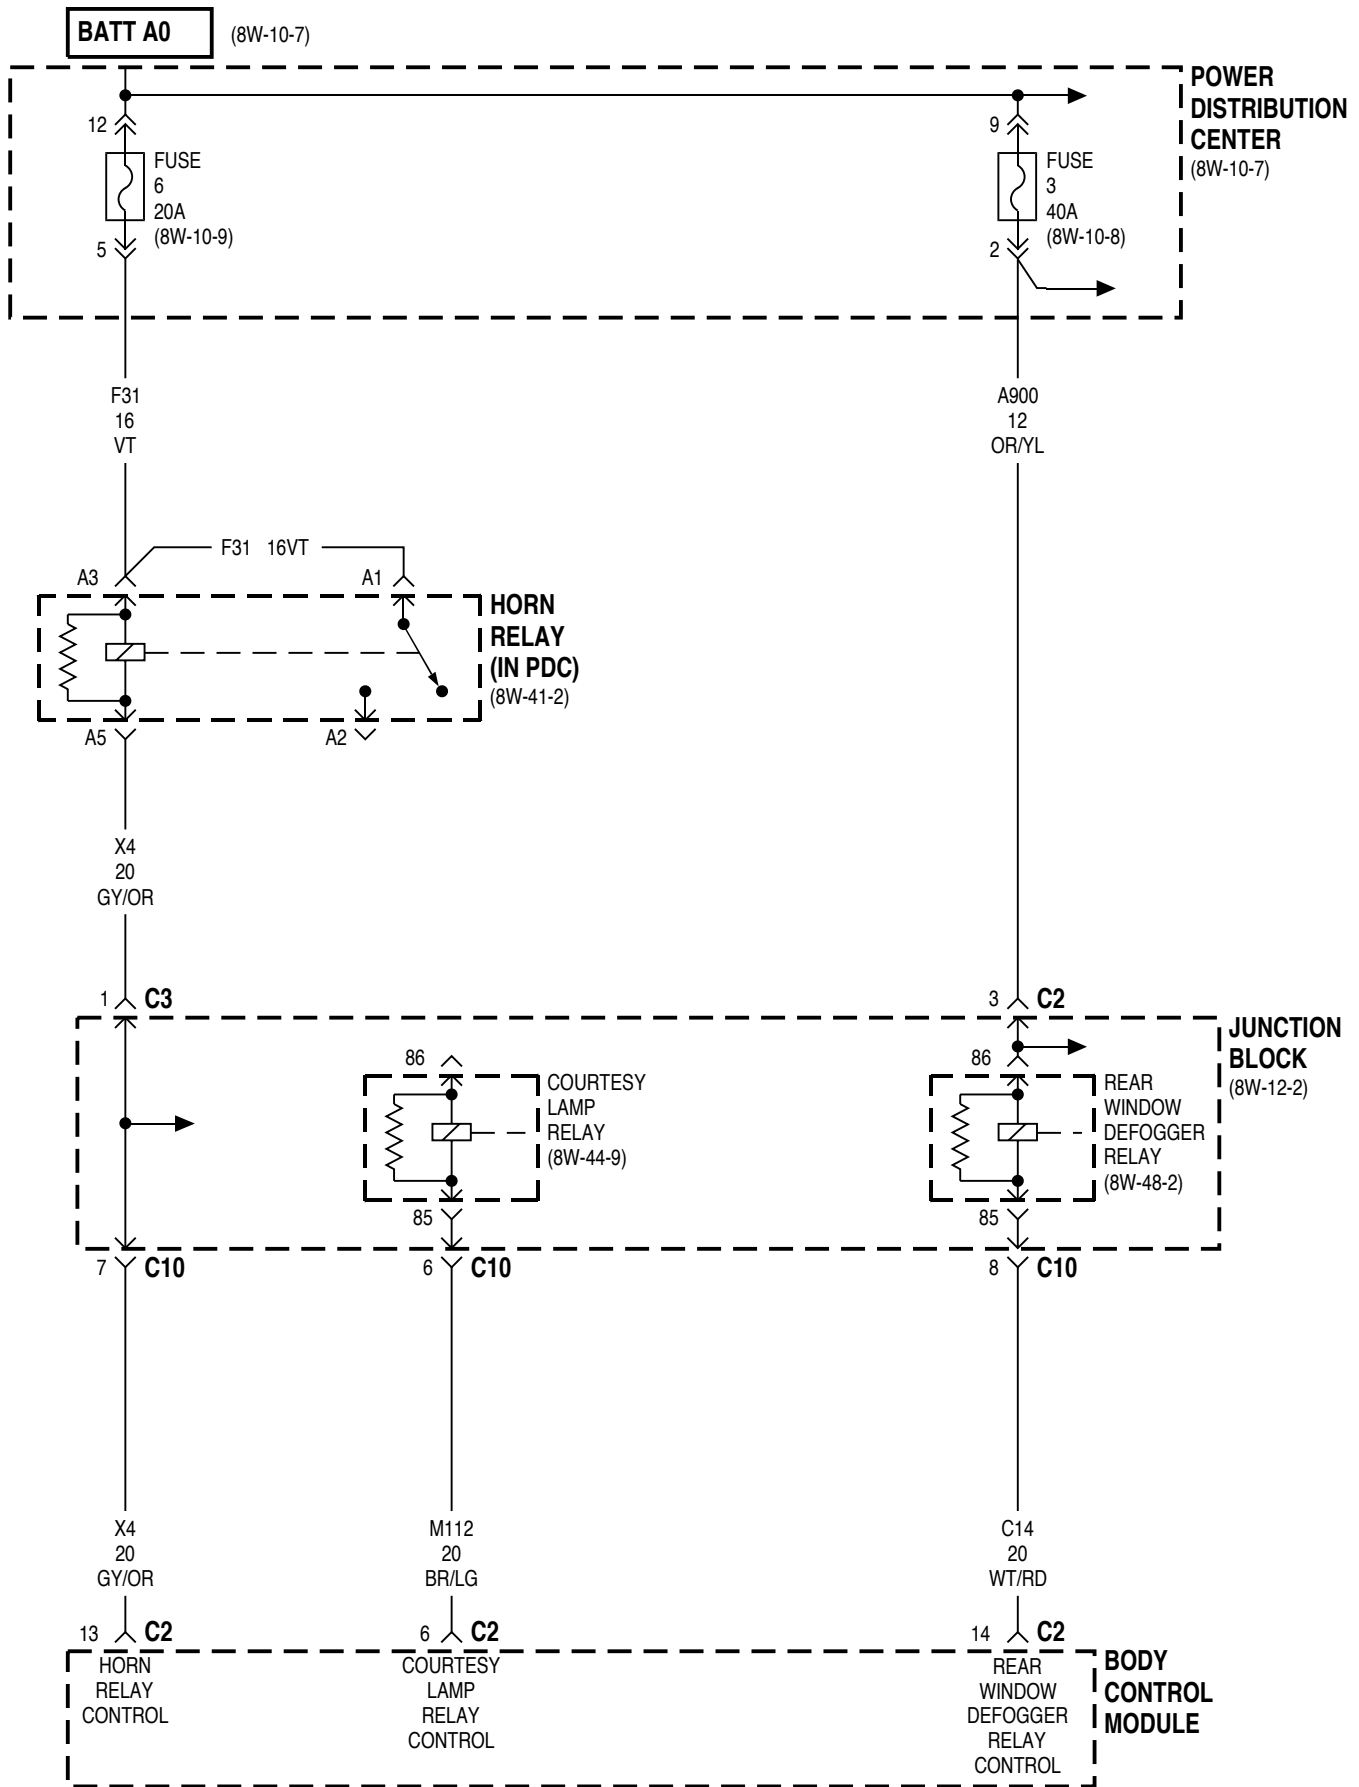 BATT A0 (8W-10-7)
POWER
DISTRIBUTION
CENTER
(8W-10-7)
12
FUSE
6
20A
(8W-10-9)
5
9
FUSE
3
40A
(8W-10-8)
2
F31
16
VT
A900
12
OR/YL
F31 16VT
A3
A1
HORN
RELAY
(IN PDC)
(8W-41-2)
A5
A2
X4
20
GY/OR
1 C3
3 C2
JUNCTION
BLOCK
(8W-12-2)
86
COURTESY
LAMP
RELAY
(8W-44-9)
85
86
REAR
WINDOW
DEFOGGER
RELAY
(8W-48-2)
85
7 C10
6 C10
8 C10
X4
20
GY/OR
M112
20
BR/LG
C14
20
WT/RD
13 C2
6 C2
14 C2
HORN
RELAY
CONTROL
COURTESY
LAMP
RELAY
CONTROL
REAR
WINDOW
DEFOGGER
RELAY
CONTROL
BODY
CONTROL
MODULE